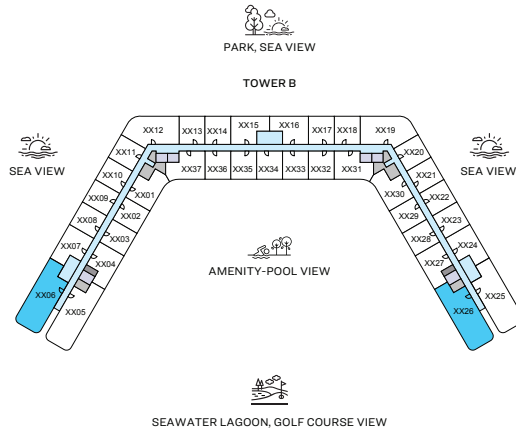 PARK, SEA VIEW
TOWER B
XX12
XX13
XX14
XX15
XX16
XX17
XX18
XX19
XX11
XX20
SEA VIEW
SEA VIEW
XX37
XX36
XX35
XX34
XX33
XX32
XX31
XX10
XX21
XX01
XX30
XX09
XX22
XX02
XX29
XX08
XX23
XX03
XX28
XX07
XX24
XX04
XX27
AMENITY-POOL VIEW
XX06
XX25
XX05
XX26
SEAWATER LAGOON, GOLF COURSE VIEW